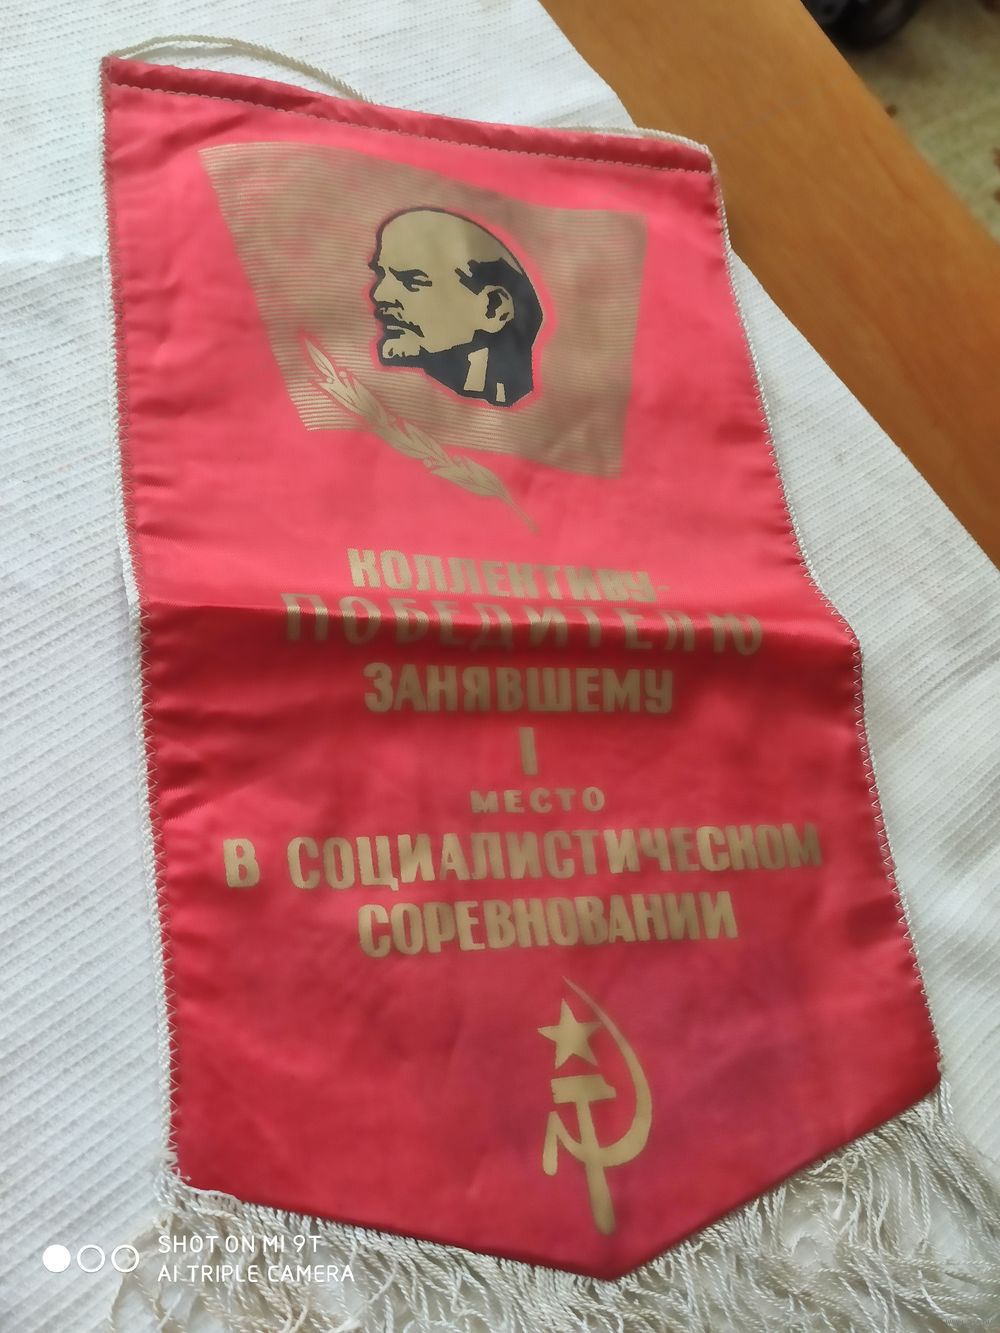 КОЛЛЕКТИВУ-
ПОБЕДИТЕЛЮ
ЗАНЯВШЕМУ
I
МЕСТО
В СОЦИАЛИСТИЧЕСКОМ
СОРЕВНОВАНИИ
SHOT ON MI 9T
AI TRIPLE CAMERA